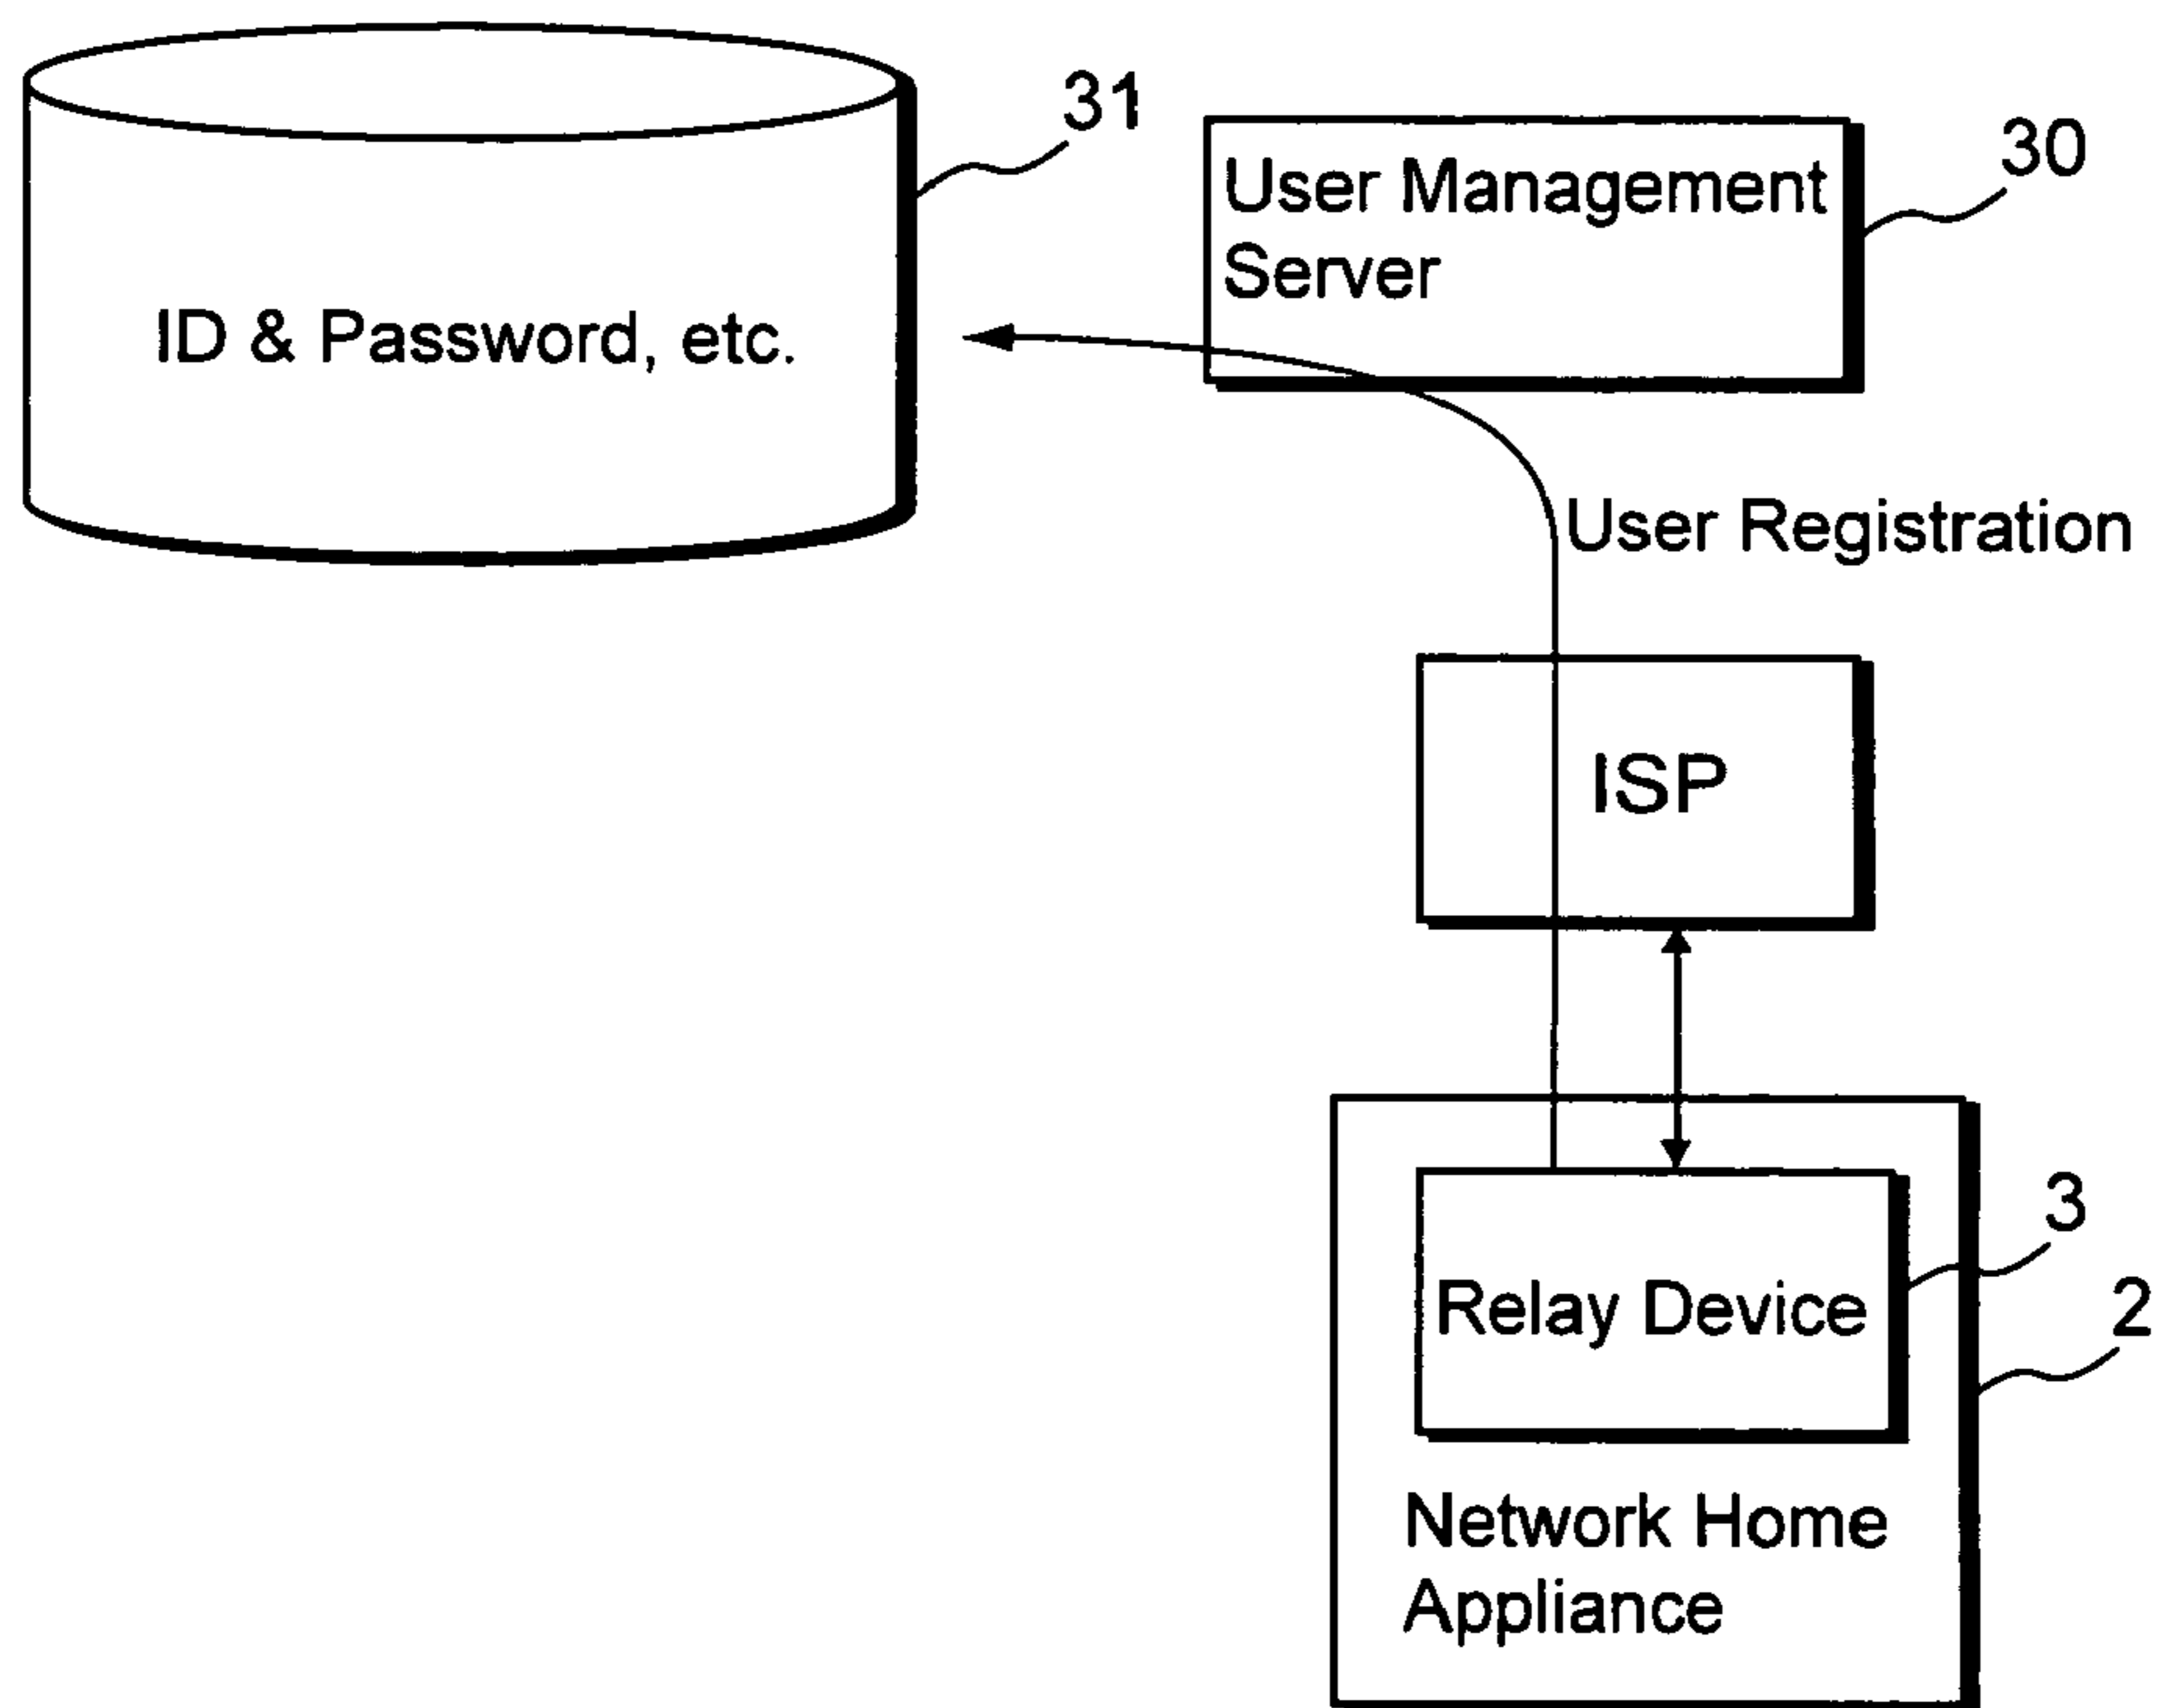 31
30
User Management
Server
ID & Password, etc.
User Registration
ISP
3
Relay Device
2
Network Home
Appliance